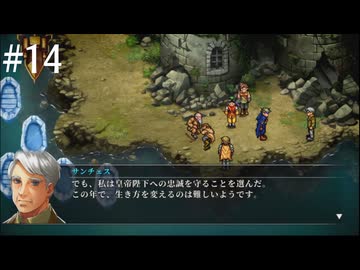 #14
サンチェス
でも、私は皇帝陛下への忠誠を守ることを選んだ。
この年で、生き方を変えるのは難しいようです。